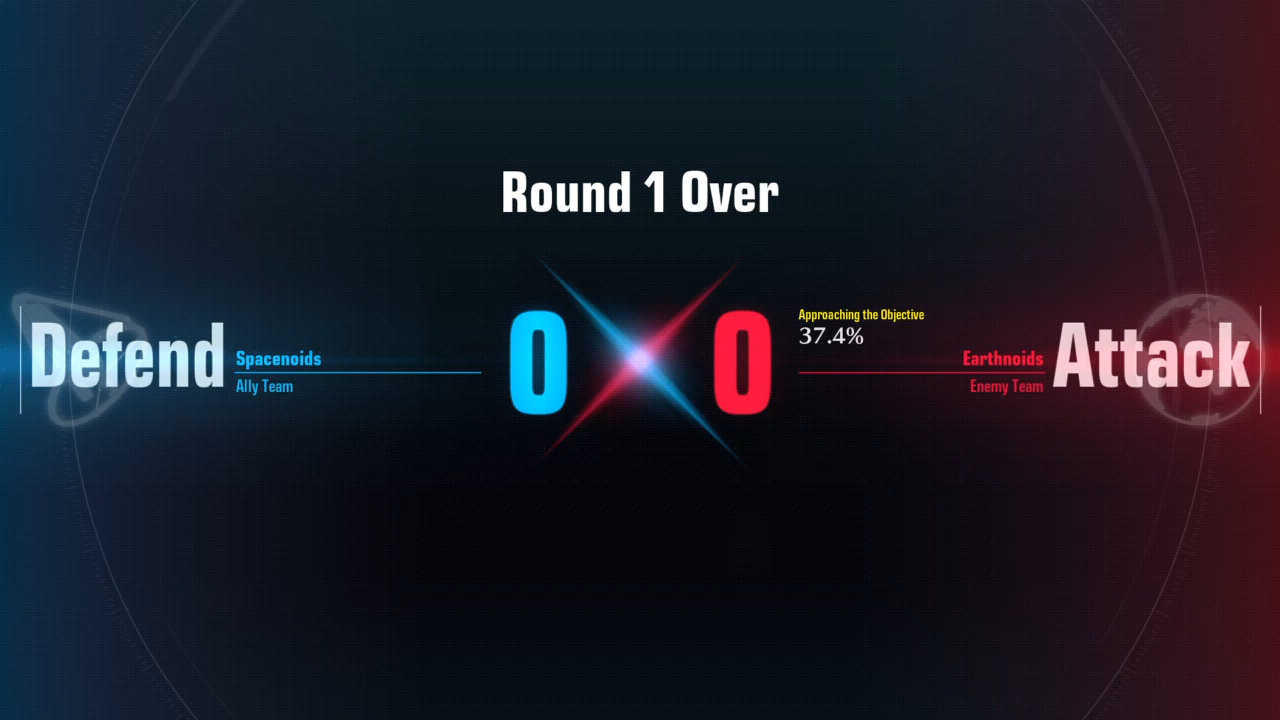 Round 1 Over
Defend
Spacenoids
Ally Team
0
0
Approaching the Objective
37.4%
Earthnoids
Enemy Team
Attack